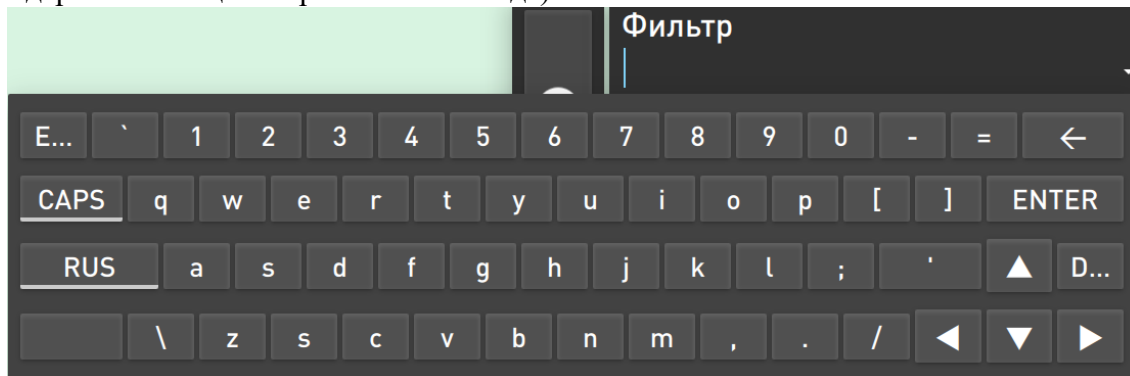 Фильтр
E... ` 1 2 3 4 5 6 7 8 9 0 - = ←
CAPS q w e r t y u i o p [ ] ENTER
RUS a s d f g h j k l ; ' ▲ D...
\ z s c v b n m , . / ◀ ▼ ▶